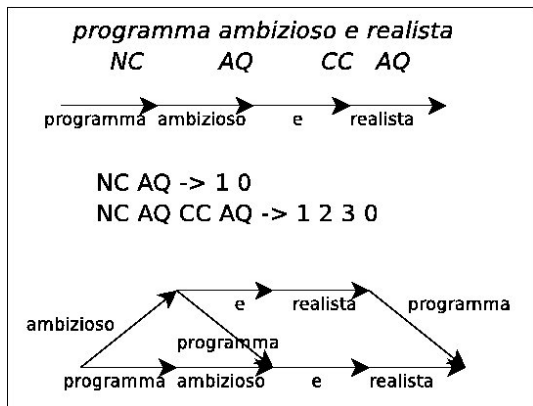 programma ambizioso e realista
NC AQ CC AQ
programma ambizioso e realista
NC AQ -> 1 0
NC AQ CC AQ -> 1 2 3 0
e realista
ambizioso programma programma
programma ambizioso e realista